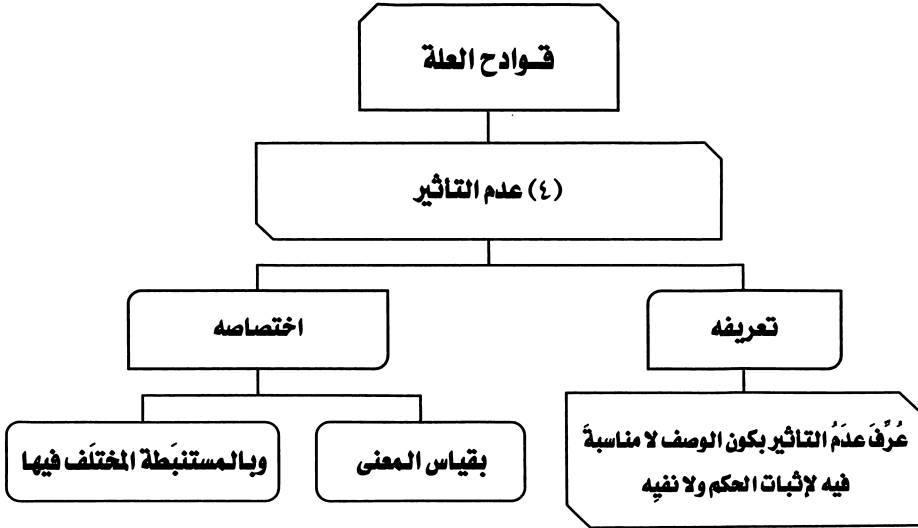 قوادح العلة
(٤) عدم التأثير
تعريفه
اختصاصه
عُرِّفَ عدَمُ التأثير بكون الوصف لا مناسبةَ
فيه لإثبات الحكم ولا نفيِه
بقياس المعنى
وبالمستنبَطة المختلَف فيها